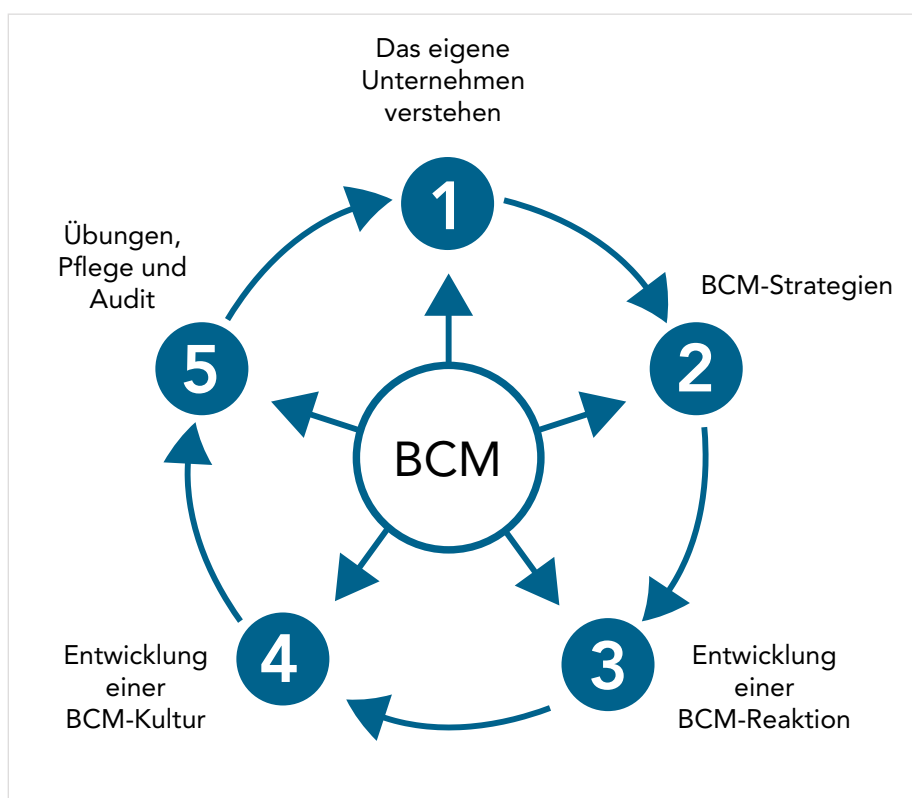 Das eigene
Unternehmen
verstehen
1
Übungen,
Pflege und
Audit
BCM-Strategien
5
2
BCM
4
3
Entwicklung
einer
BCM-Kultur
Entwicklung
einer
BCM-Reaktion